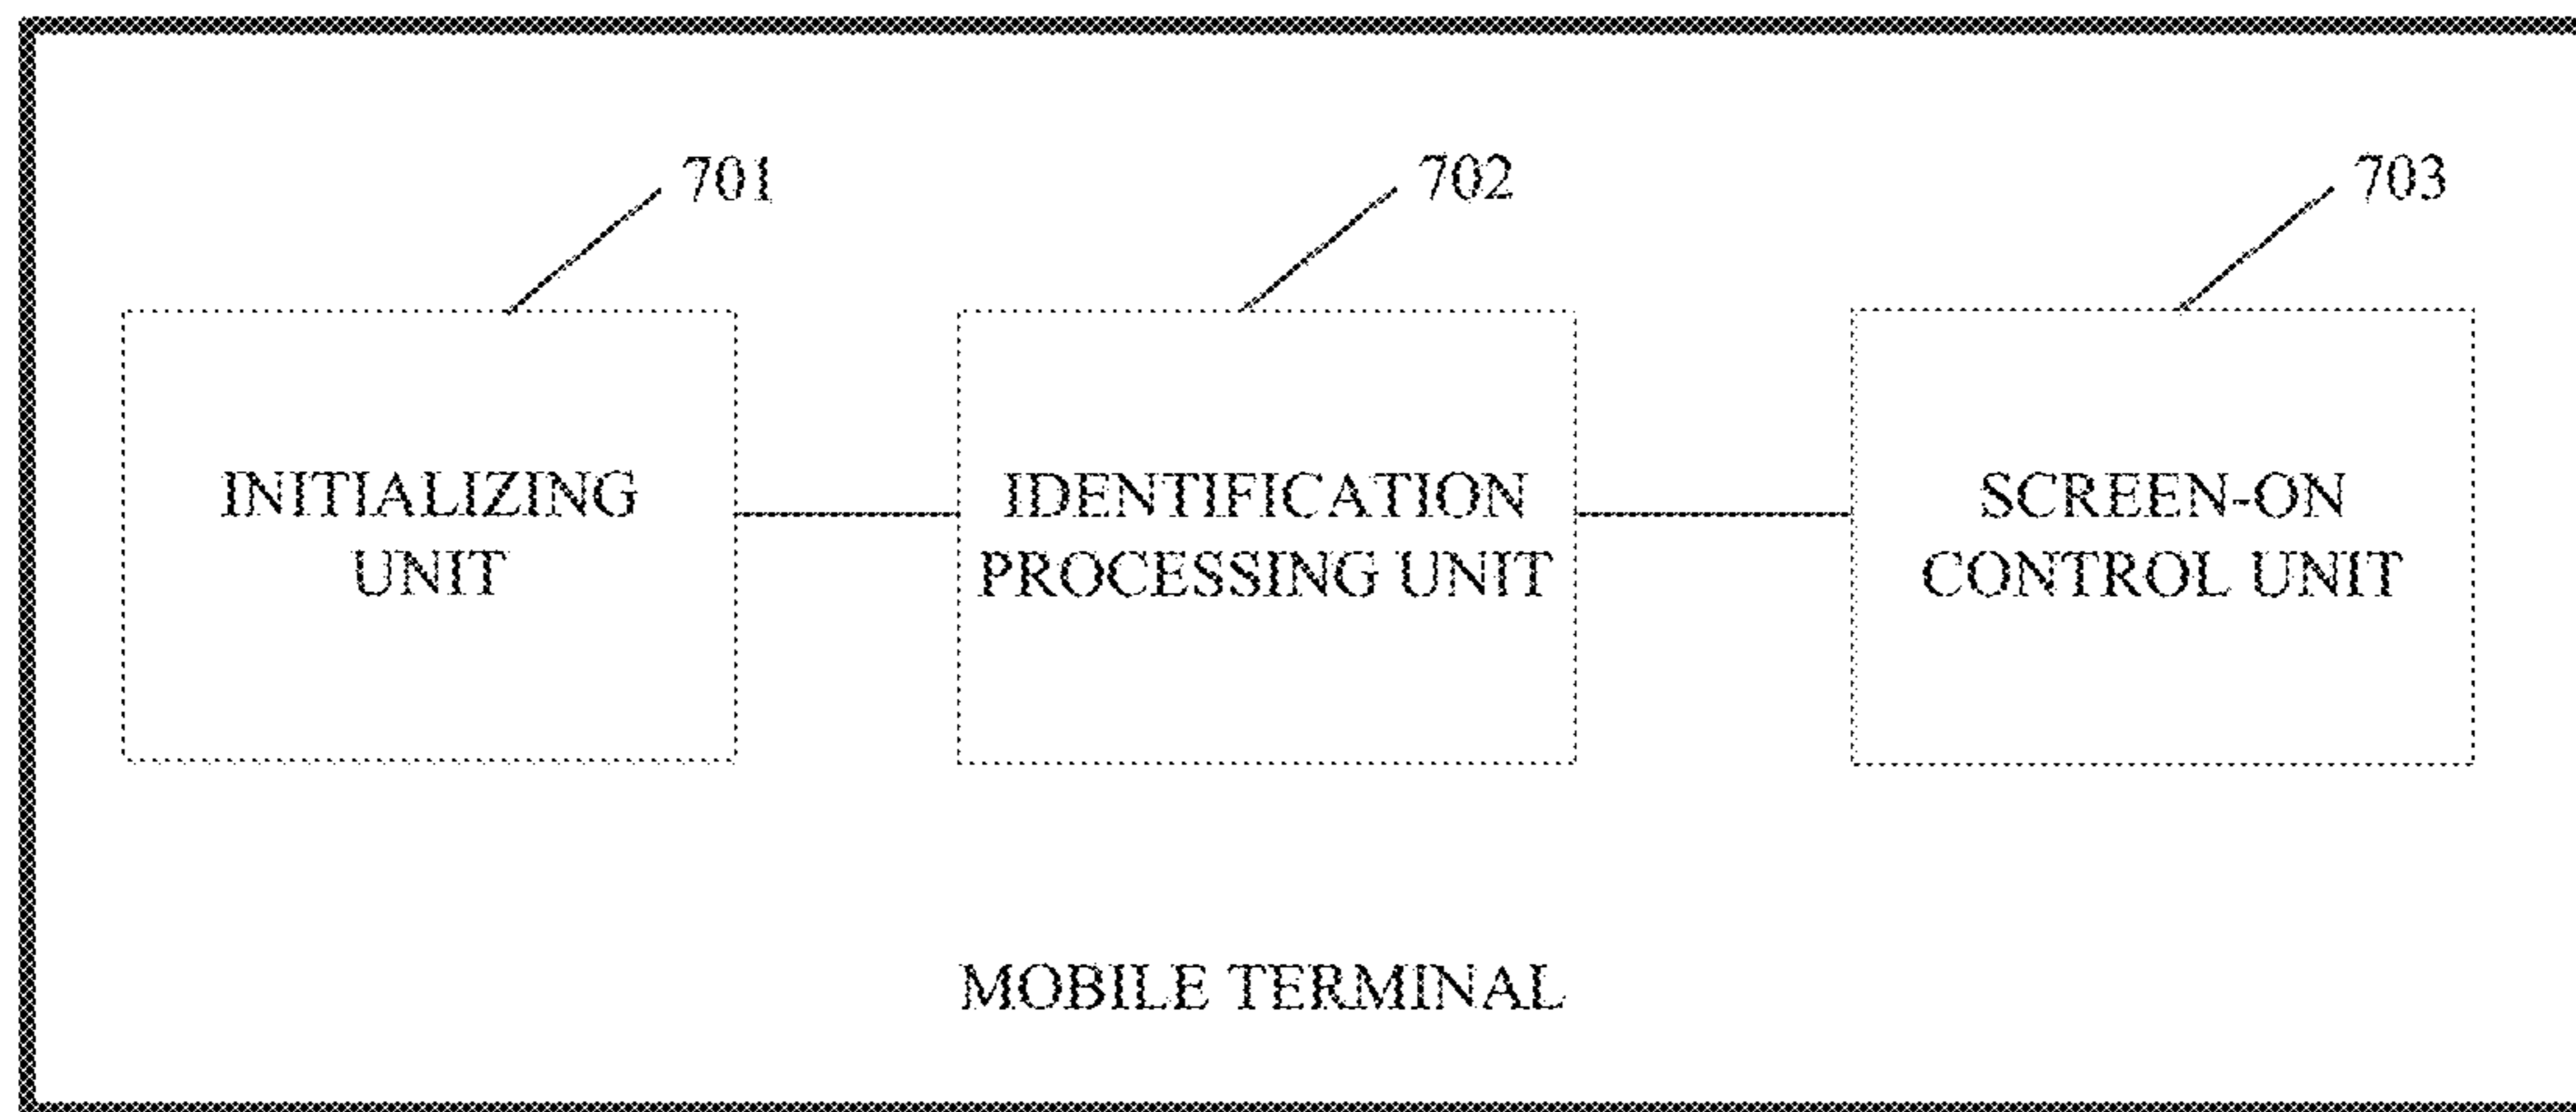 701
702
703
INITIALIZING
UNIT
IDENTIFICATION
PROCESSING UNIT
SCREEN-ON
CONTROL UNIT
MOBILE TERMINAL